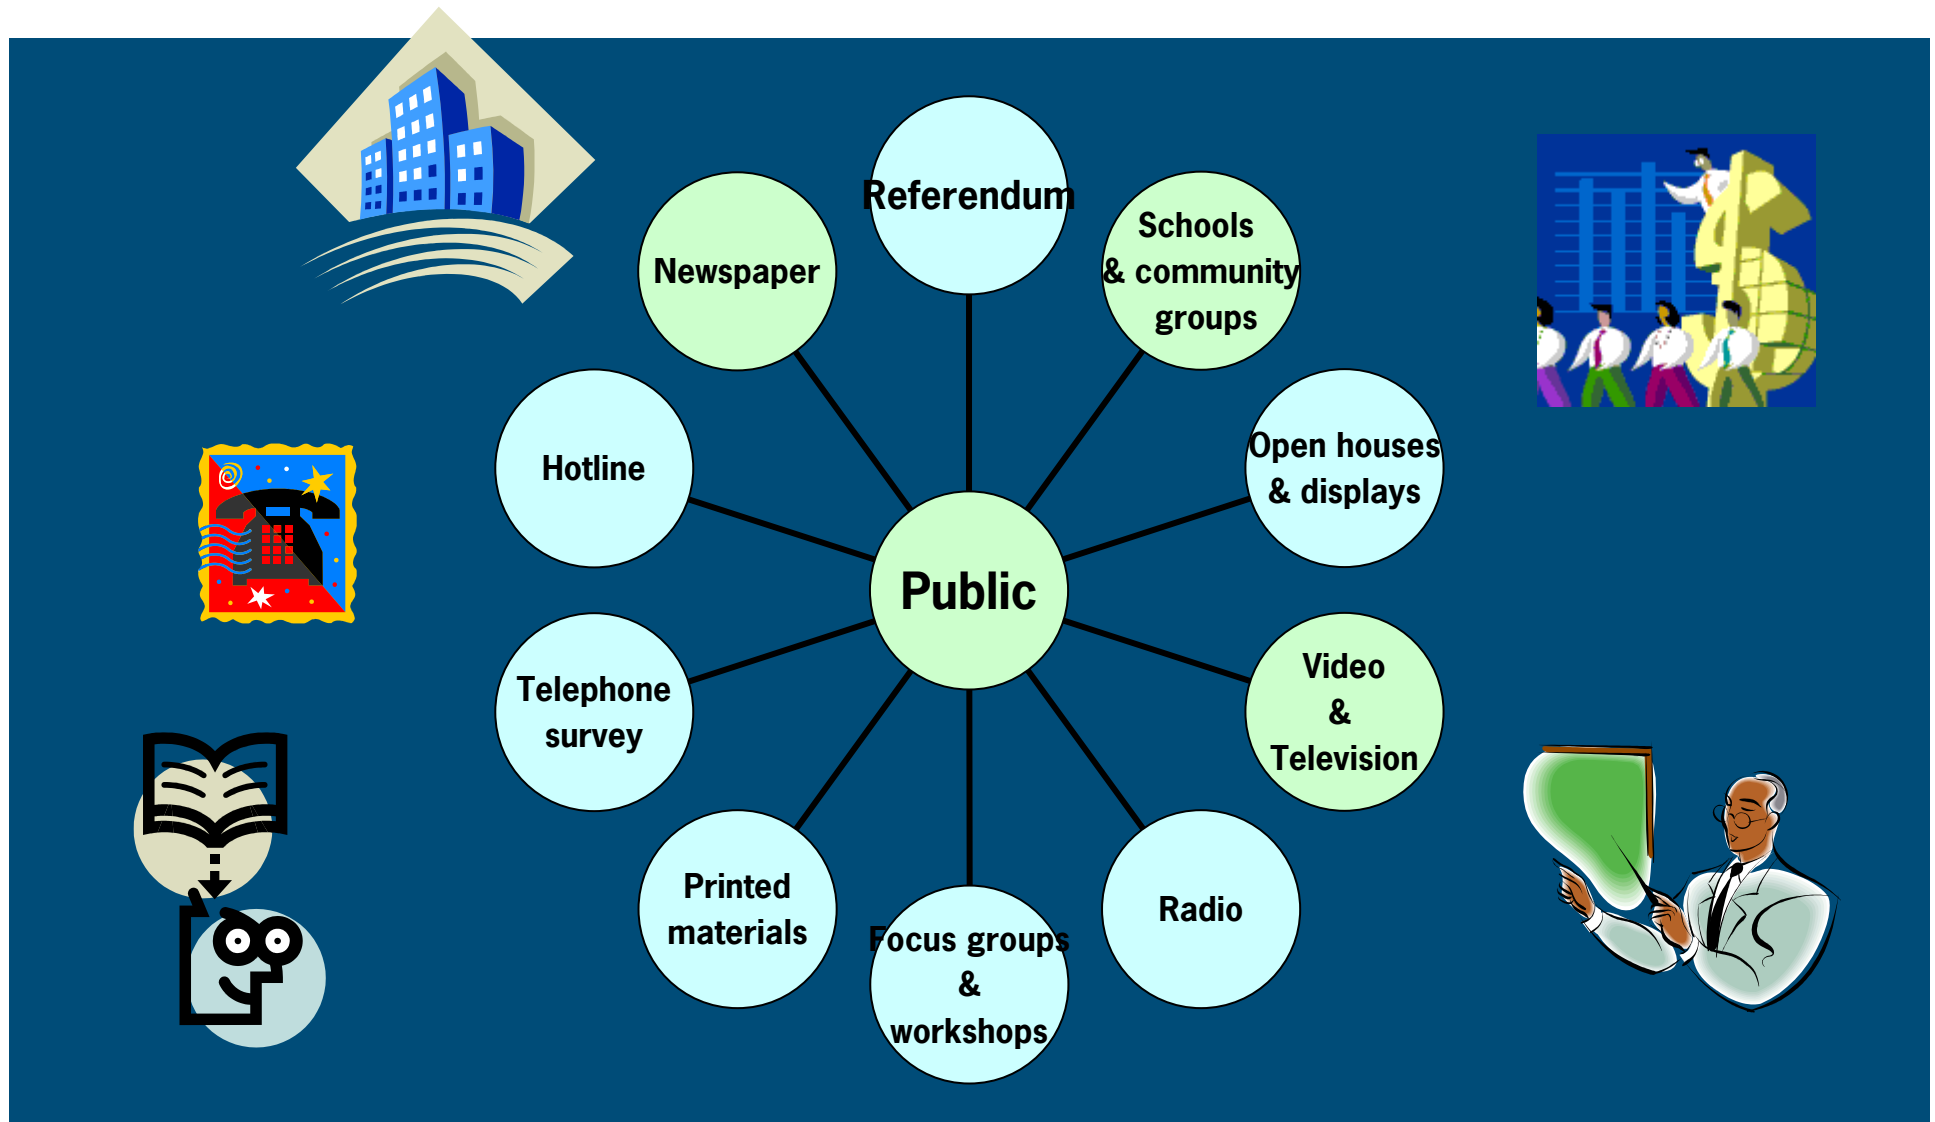 Referendum
Schools
& community
groups
Open houses
& displays
Video
&
Television
Radio
Focus groups
&
workshops
Printed
materials
Telephone
survey
Hotline
Newspaper
Public